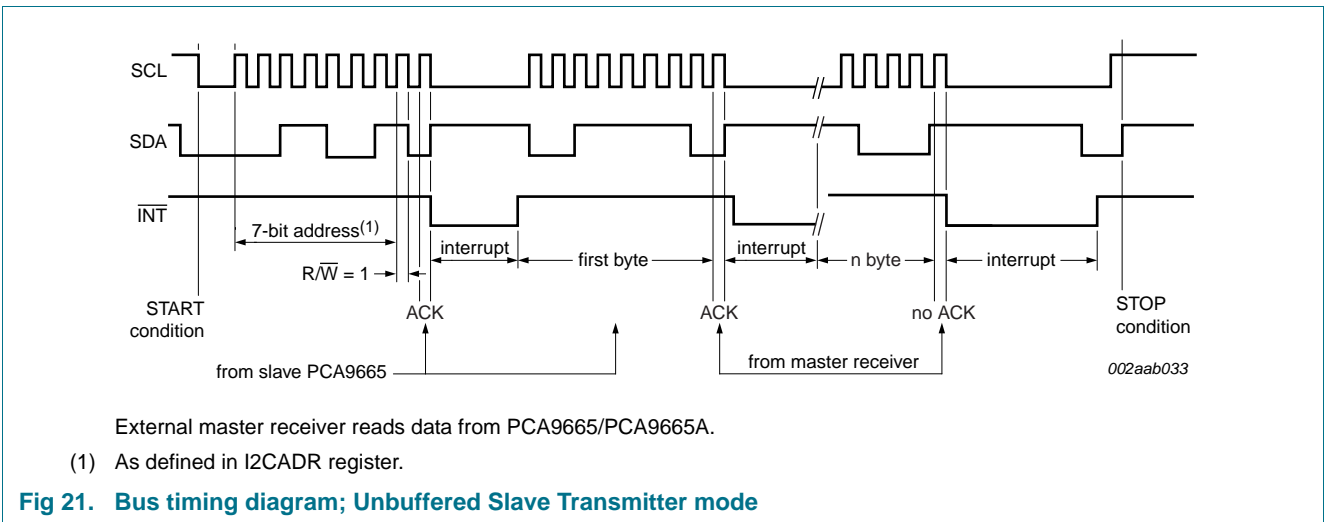 SCL
SDA
INT
7-bit address(1)
R/W = 1
interrupt
first byte
interrupt
n byte
interrupt
START
condition
ACK
ACK
no ACK
STOP
condition
from slave PCA9665
from master receiver
002aab033
External master receiver reads data from PCA9665/PCA9665A.
(1) As defined in I2CADR register.
Fig 21. Bus timing diagram; Unbuffered Slave Transmitter mode